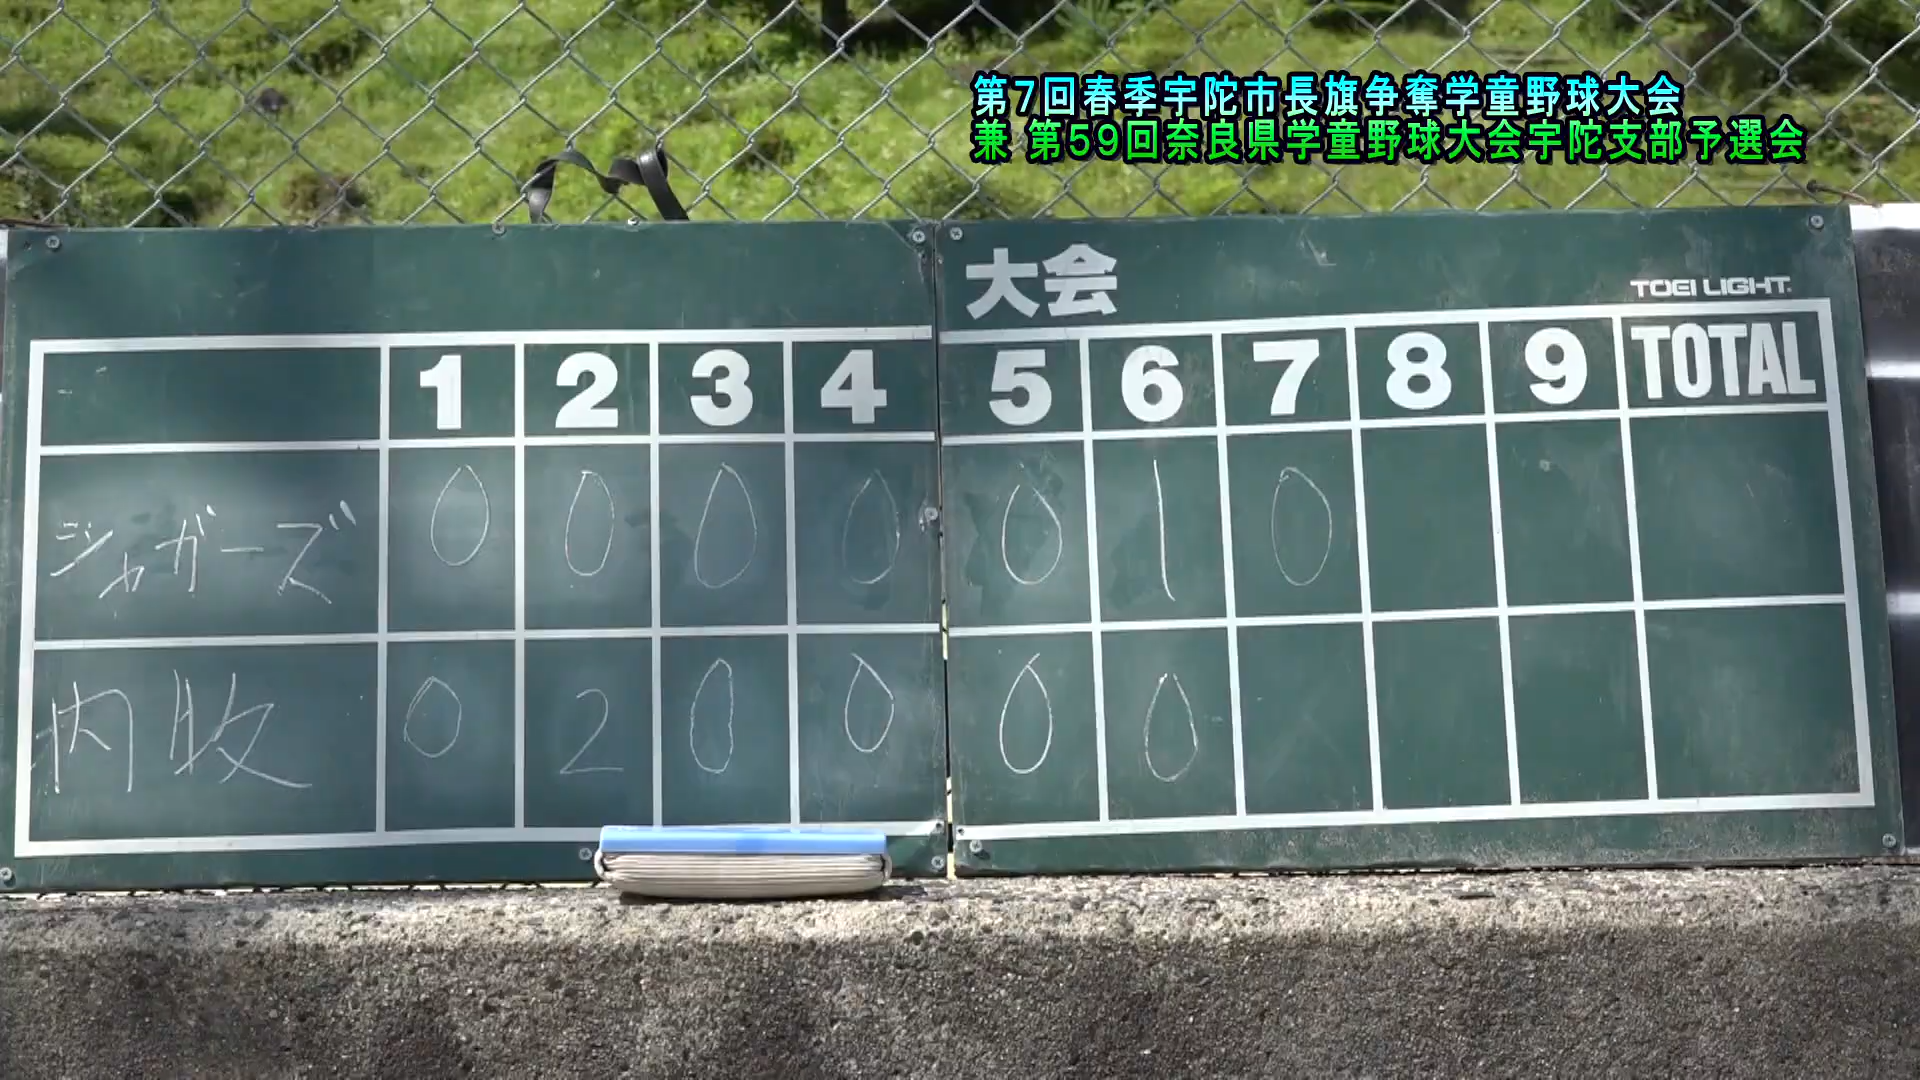 第7回春季宇陀市長旗争奪学童野球大会
兼 第59回奈良県学童野球大会宇陀支部予選会
大会
TOEI LIGHT
1 2 3 4 5 6 7 8 9 TOTAL
ジャガーズ 0 0 0 0 0 1 0
内牧 0 2 0 0 0 0